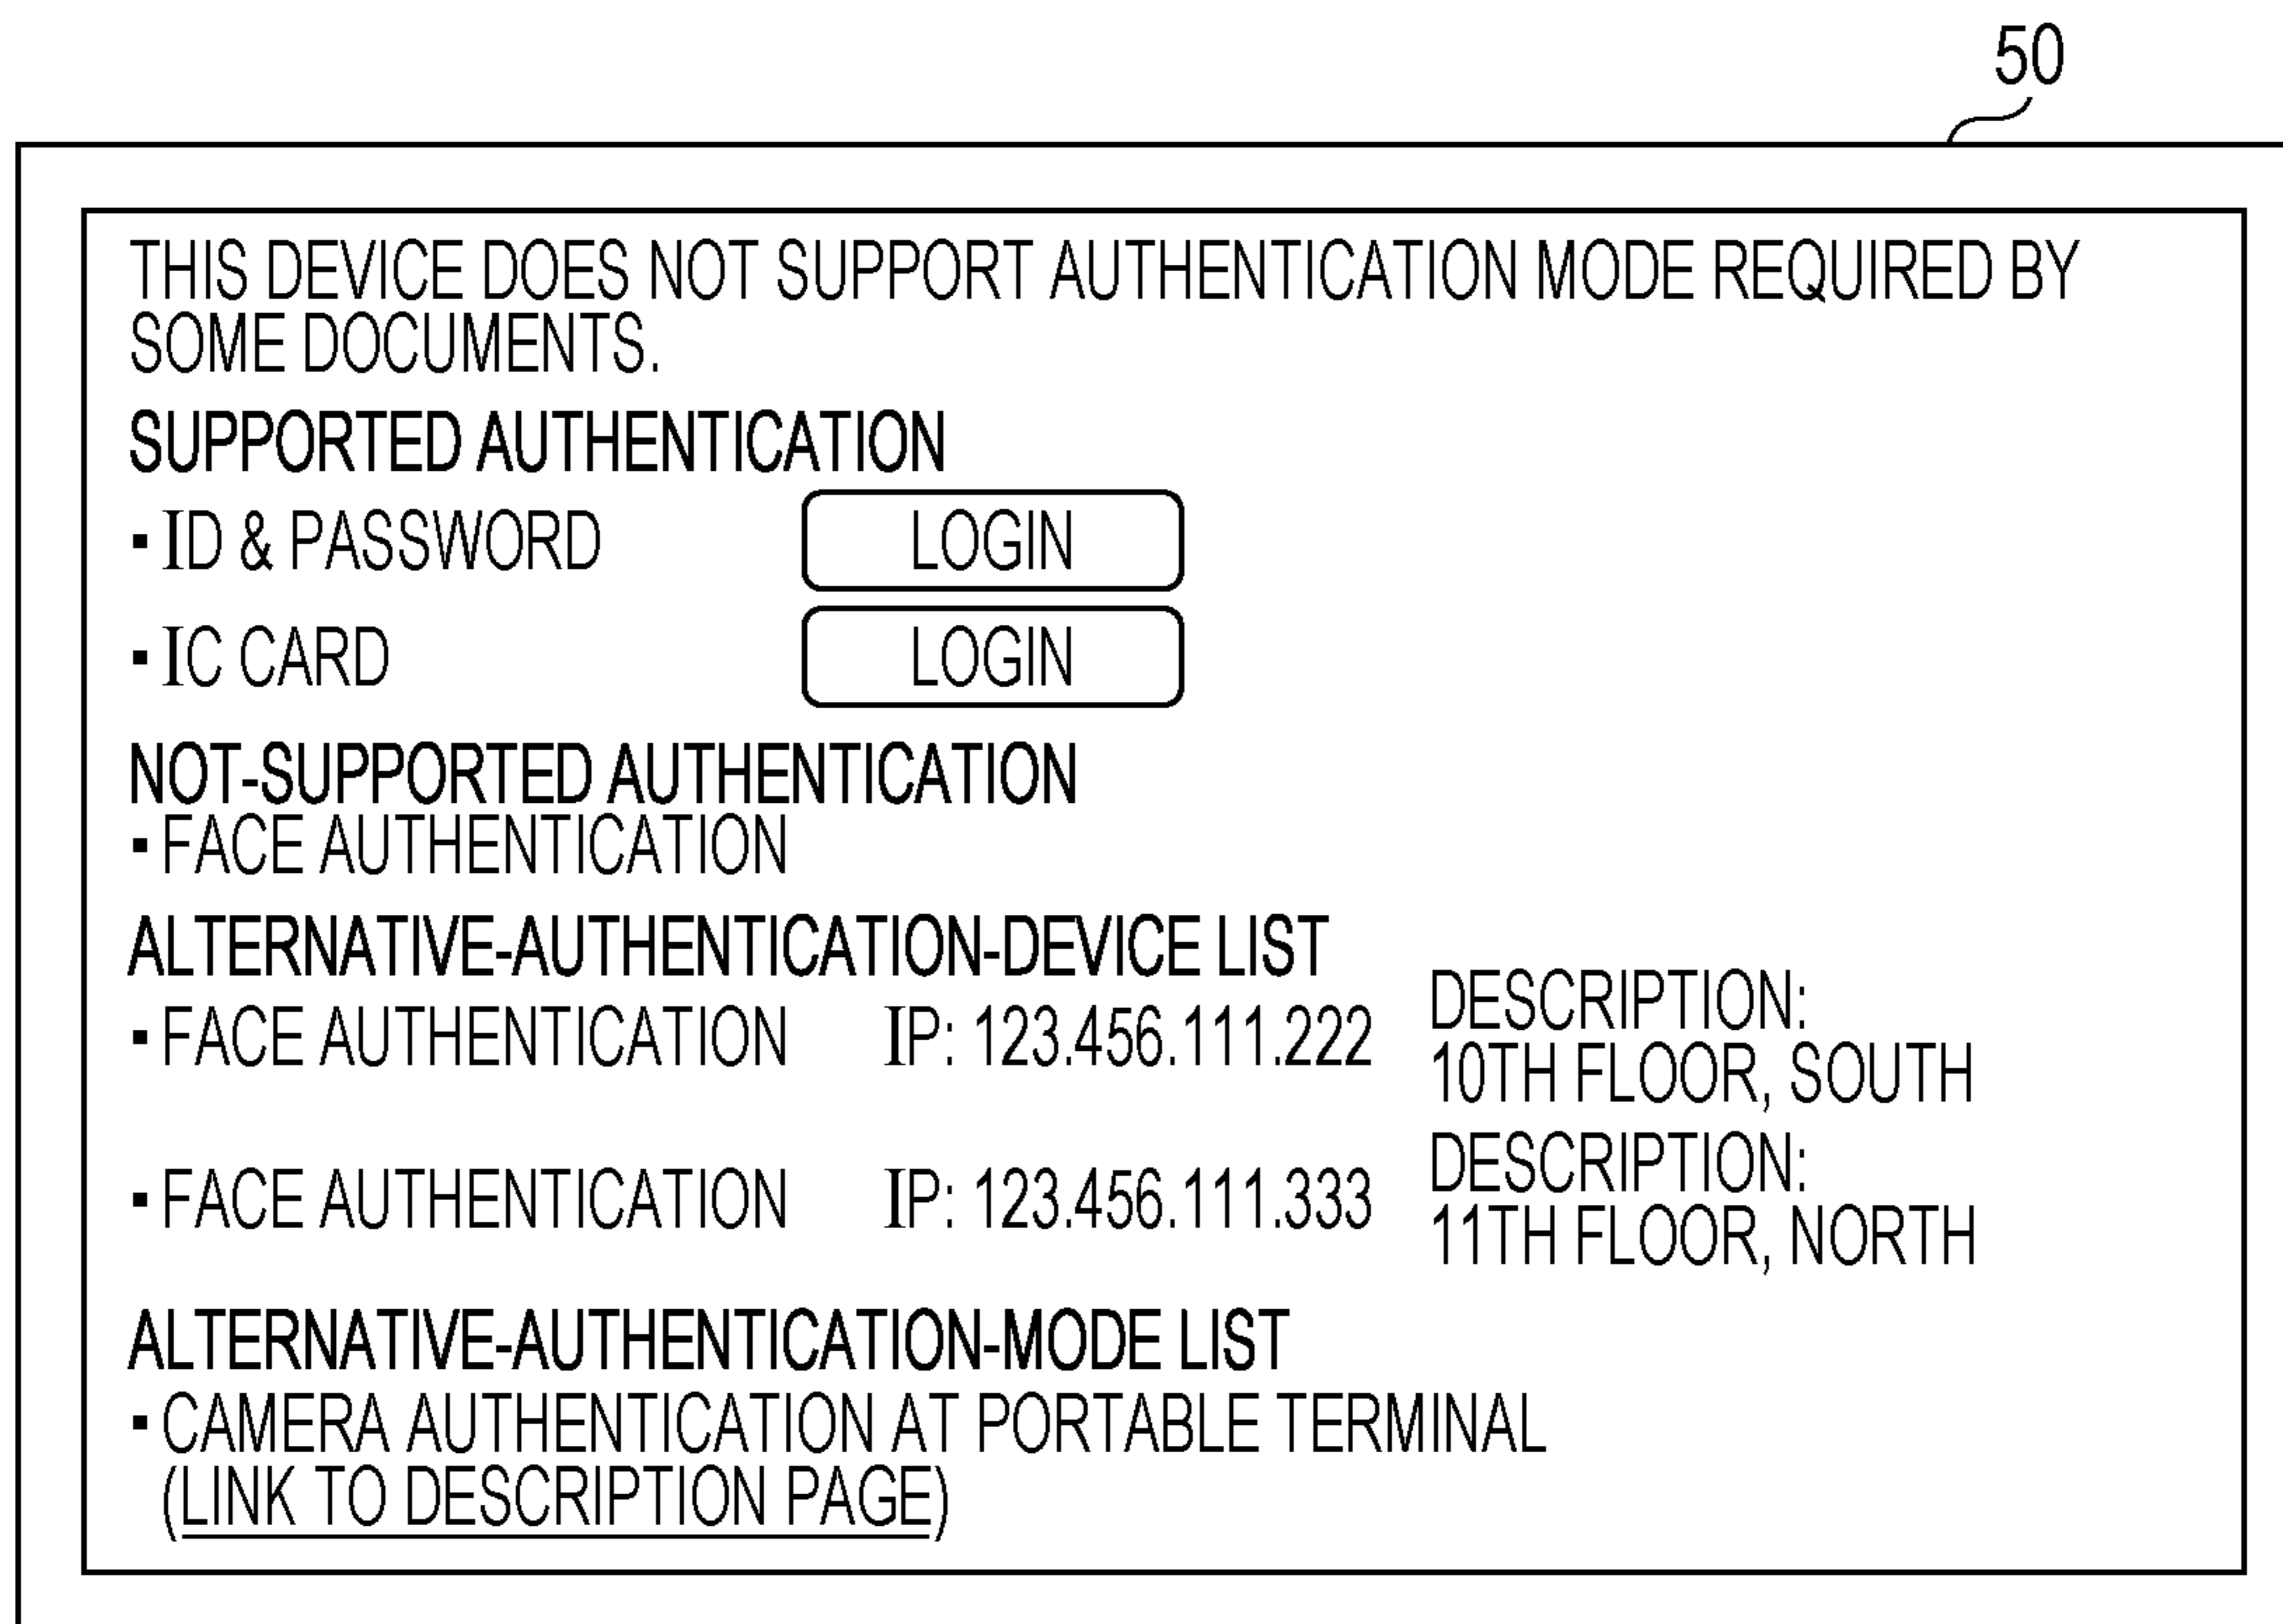 50
THIS DEVICE DOES NOT SUPPORT AUTHENTICATION MODE REQUIRED BY
SOME DOCUMENTS.
SUPPORTED AUTHENTICATION
▪ ID & PASSWORD LOGIN
▪ IC CARD LOGIN
NOT-SUPPORTED AUTHENTICATION
▪ FACE AUTHENTICATION
ALTERNATIVE-AUTHENTICATION-DEVICE LIST
▪ FACE AUTHENTICATION IP: 123.456.111.222 DESCRIPTION:
10TH FLOOR, SOUTH
▪ FACE AUTHENTICATION IP: 123.456.111.333 DESCRIPTION:
11TH FLOOR, NORTH
ALTERNATIVE-AUTHENTICATION-MODE LIST
▪ CAMERA AUTHENTICATION AT PORTABLE TERMINAL
(LINK TO DESCRIPTION PAGE)